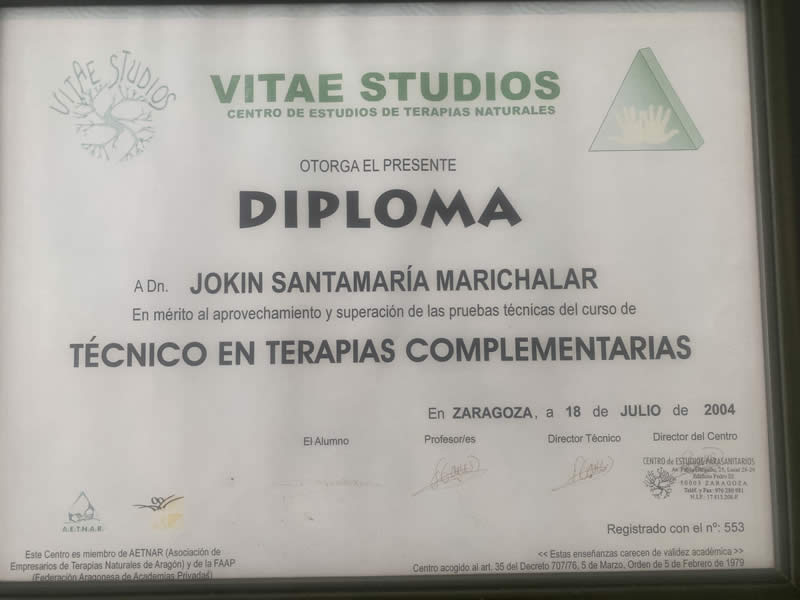 VITAE STUDIOS
VITAE STUDIOS
CENTRO DE ESTUDIOS DE TERAPIAS NATURALES
OTORGA EL PRESENTE
DIPLOMA
A Dn. JOKIN SANTAMARÍA MARICHALAR
En mérito al aprovechamiento y superación de las pruebas técnicas del curso de
TÉCNICO EN TERAPIAS COMPLEMENTARIAS
En ZARAGOZA, a 18 de JULIO de 2004
El Alumno Profesor/es Director Técnico Director del Centro
CENTRO de ESTUDIOS PARASANITARIOS
50005 ZARAGOZA
A.E.T.N.A.R.
Registrado con el nº: 553
Este Centro es miembro de AETNAR (Asociación de
Empresarios de Terapias Naturales de Aragón) y de la FAAP
(Federación Aragonesa de Academias Privadas)
<< Estas enseñanzas carecen de validez académica >>
Centro acogido al art. 35 del Decreto 707/76, 5 de Marzo, Orden de 5 de Febrero de 1979